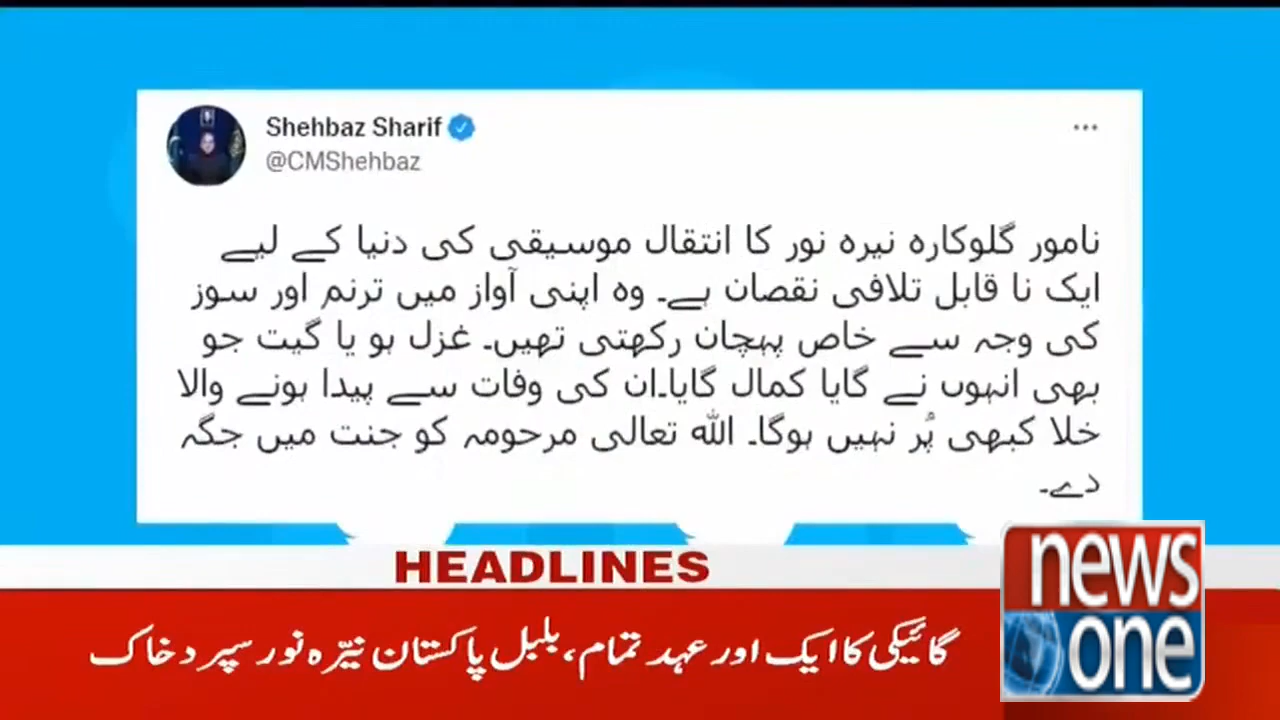 Shehbaz Sharif
@CMShehbaz
نامور گلوکارہ نیرہ نور کا انتقال موسیقی کی دنیا کے لیے
ایک نا قابل تلافی نقصان ہے۔ وہ اپنی آواز میں ترنم اور سوز
کی وجہ سے خاص پہچان رکھتی تھیں۔ غزل ہو یا گیت جو
بھی انہوں نے گایا کمال گایا۔ان کی وفات سے پیدا ہونے والا
خلا کبھی پُر نہیں ہوگا۔ اللہ تعالی مرحومہ کو جنت میں جگہ
دے۔
HEADLINES
گائیکی کا ایک اور عہد تمام، بلبل پاکستان نیّرہ نور سپرد خاک
news
one